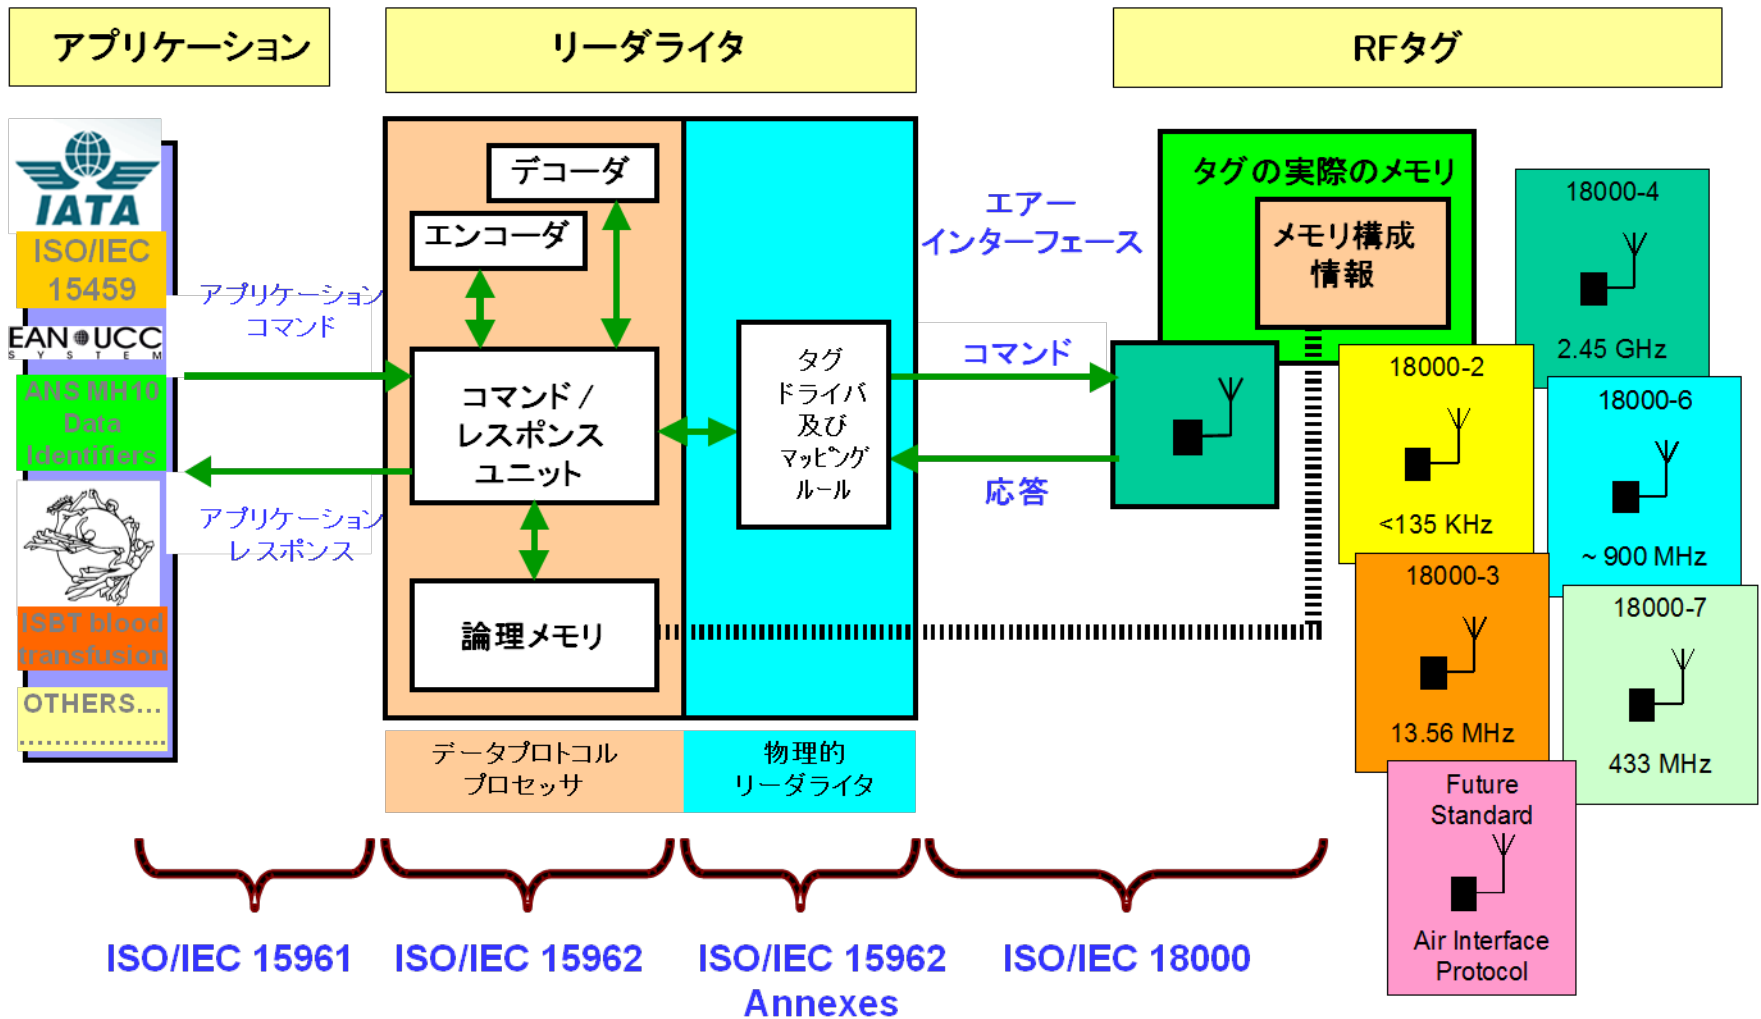 アプリケーション
リーダライタ
RFタグ
IATA
ISO/IEC
15459
EAN UCC
SYSTEM
ANS MH10
Data
Identifiers
ISBT blood
transfusion
OTHERS...
アプリケーション
コマンド
アプリケーション
レスポンス
デコーダ
エンコーダ
コマンド /
レスポンス
ユニット
論理メモリ
タグ
ドライバ
及び
マッピング
ルール
データプロトコル
プロセッサ
物理的
リーダライタ
エアー
インターフェース
コマンド
応答
タグの実際のメモリ
メモリ構成
情報
18000-4
2.45 GHz
18000-2
<135 KHz
18000-6
~ 900 MHz
18000-3
13.56 MHz
18000-7
433 MHz
Future
Standard
Air Interface
Protocol
ISO/IEC 15961
ISO/IEC 15962
ISO/IEC 15962
Annexes
ISO/IEC 18000